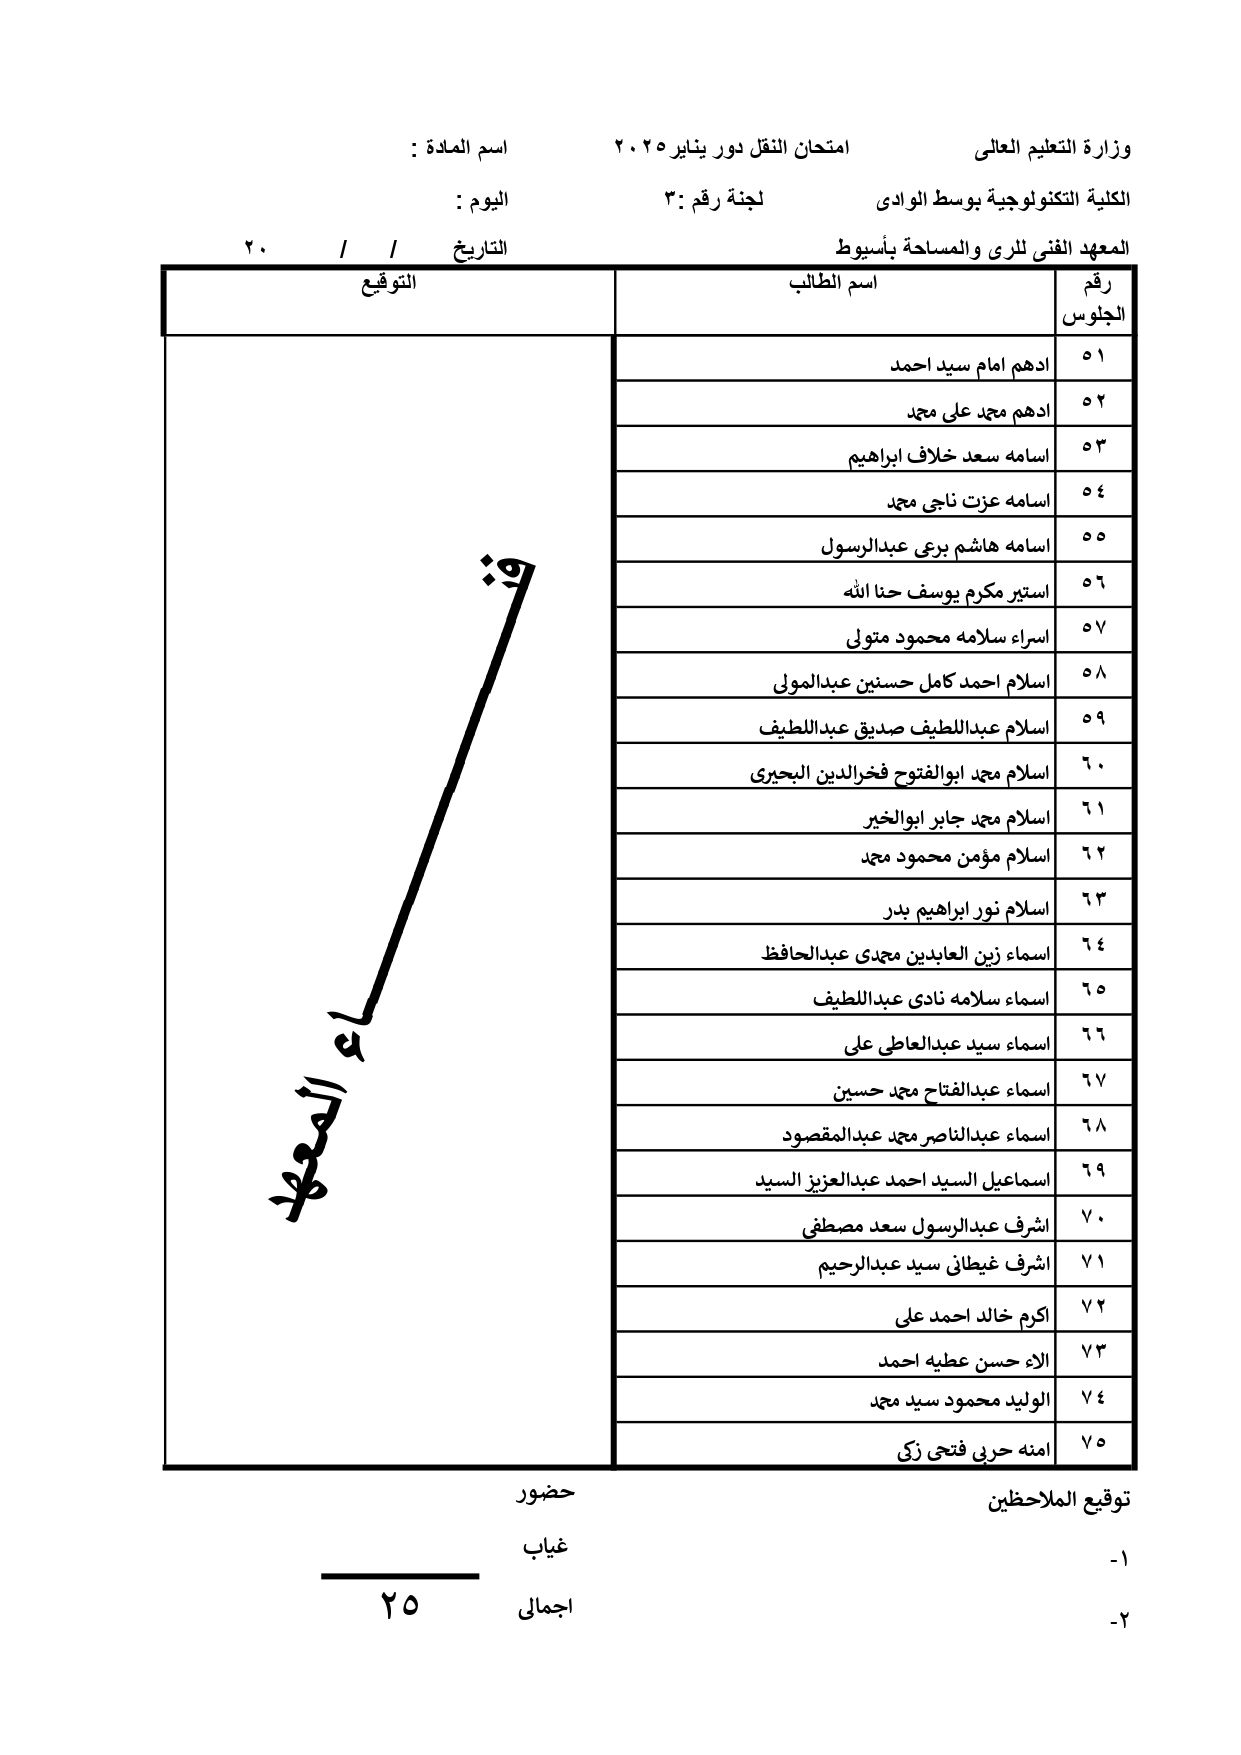 وزارة التعليم العالى امتحان النقل دور يناير ٢٠٢٥ اسم المادة :
الكلية التكنولوجية بوسط الوادى لجنة رقم :٣ اليوم :
المعهد الفنى للرى والمساحة بأسيوط التاريخ / / ٢٠
رقم الجلوس اسم الطالب التوقيع
٥١ ادهم امام سيد احمد
٥٢ ادهم محمد على محمد
٥٣ اسامه سعد خلاف ابراهيم
٥٤ اسامه عزت ناجى محمد
٥٥ اسامه هاشم برعى عبدالرسول
٥٦ استير مكرم يوسف حنا الله
٥٧ اسراء سلامه محمود متولى
٥٨ اسلام احمد كامل حسنين عبدالمولى
٥٩ اسلام عبداللطيف صديق عبداللطيف
٦٠ اسلام محمد ابوالفتوح فخرالدين البحيرى
٦١ اسلام محمد جابر ابوالخير
٦٢ اسلام مؤمن محمود محمد
٦٣ اسلام نور ابراهيم بدر
٦٤ اسماء زين العابدين محمدى عبدالحافظ
٦٥ اسماء سلامه نادى عبداللطيف
٦٦ اسماء سيد عبدالعاطى على
٦٧ اسماء عبدالفتاح محمد حسين
٦٨ اسماء عبدالناصر محمد عبدالمقصود
٦٩ اسماعيل السيد احمد عبدالعزيز السيد
٧٠ اشرف عبدالرسول سعد مصطفى
٧١ اشرف غيطانى سيد عبدالرحيم
٧٢ اكرم خالد احمد على
٧٣ الاء حسن عطيه احمد
٧٤ الوليد محمود سيد محمد
٧٥ امنه حربى فتحى زكى
فنـــــــــاء المعهد
توقيع الملاحظين حضور
١- غياب
٢- اجمالى ٢٥